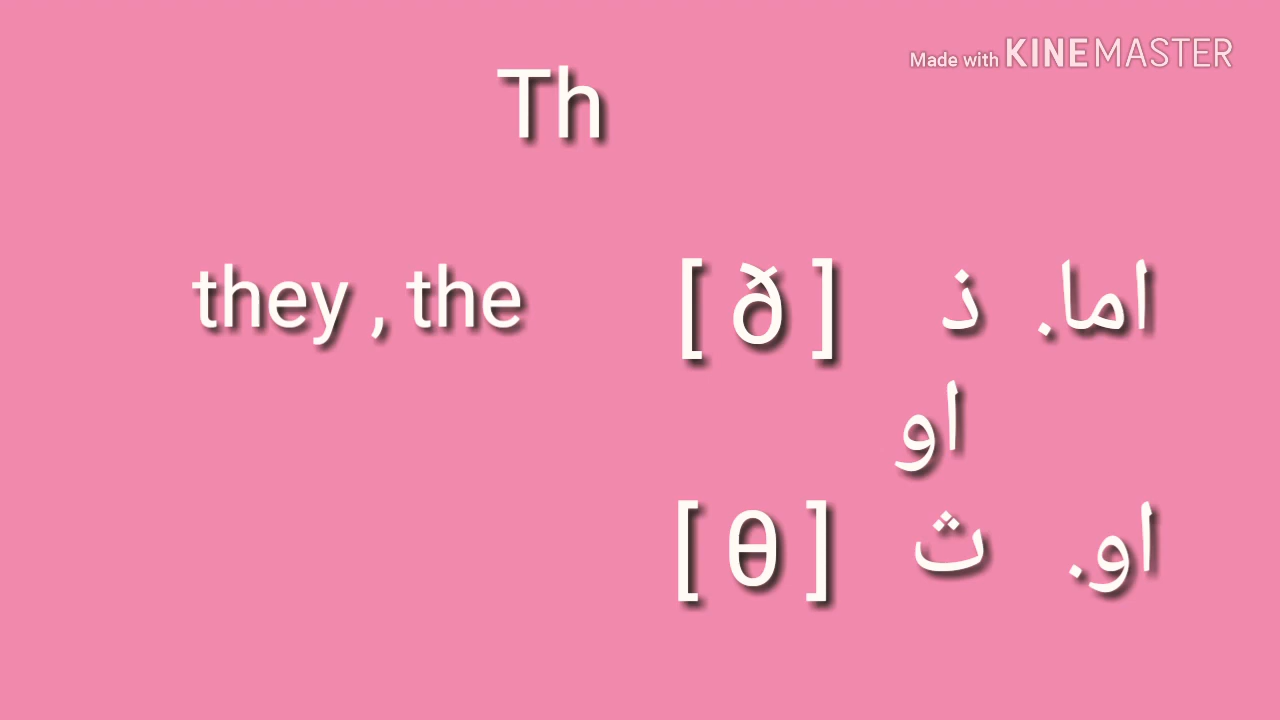 Made with KINEMASTER
Th
they , the [ ð ] ذ اما.
او
[ θ ] ث او.